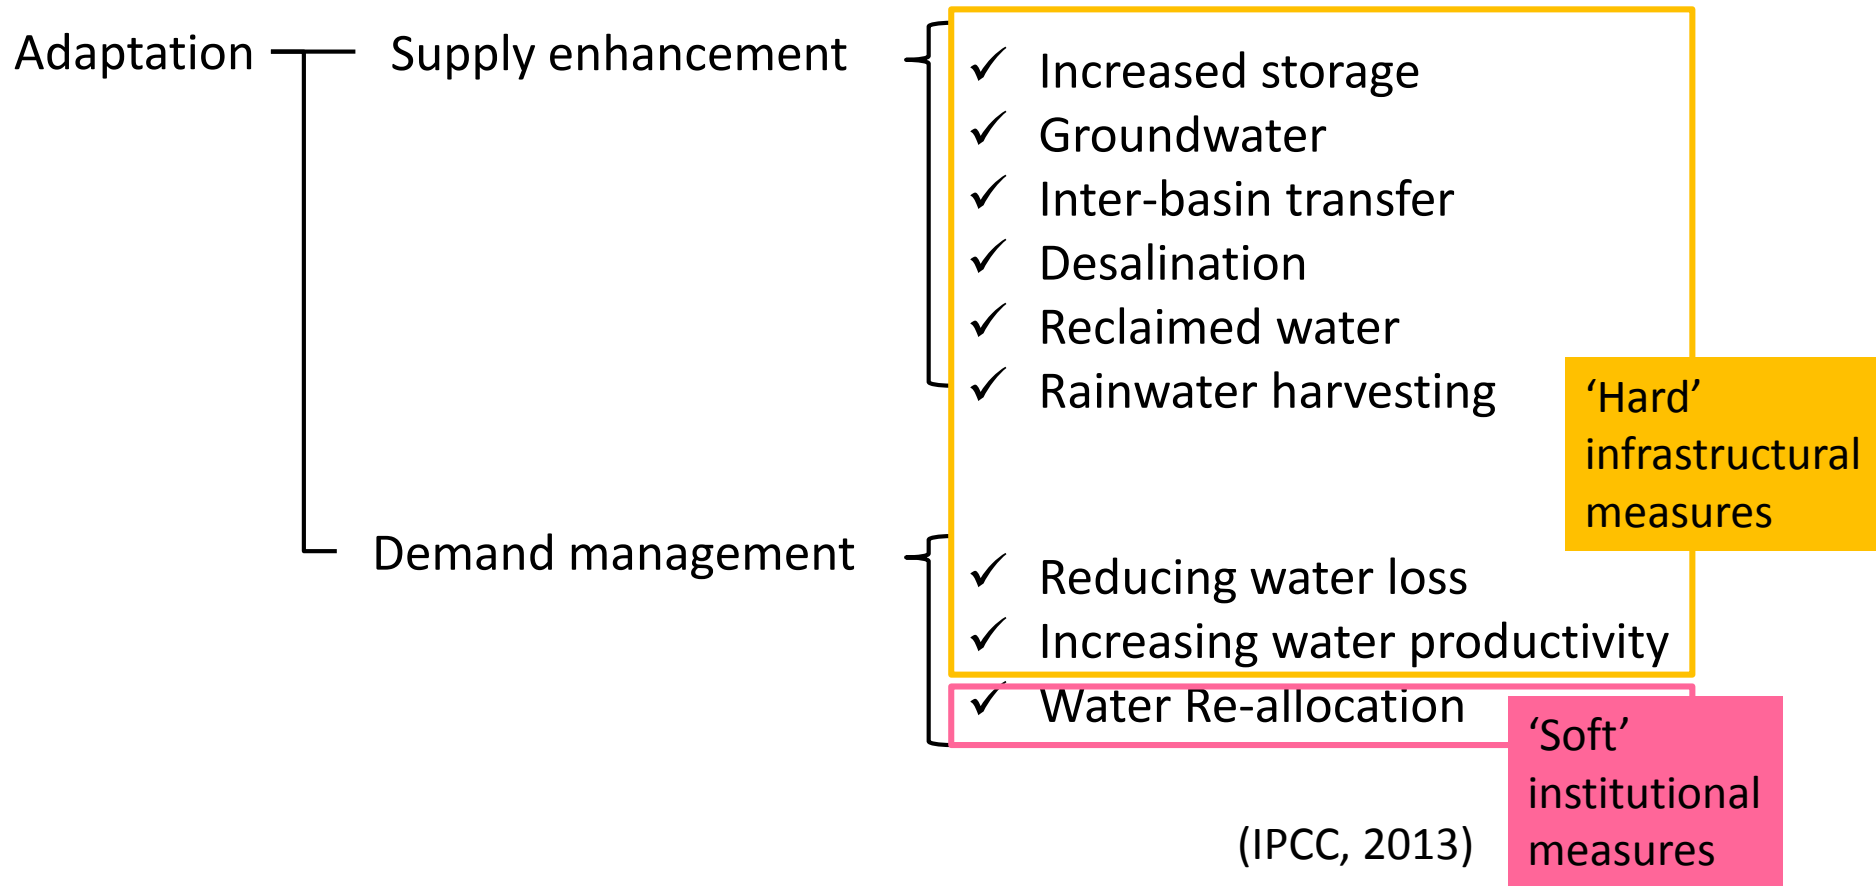 Adaptation
Supply enhancement
✓ Increased storage
✓ Groundwater
✓ Inter-basin transfer
✓ Desalination
✓ Reclaimed water
✓ Rainwater harvesting
‘Hard’
infrastructural
measures
Demand management
✓ Reducing water loss
✓ Increasing water productivity
✓ Water Re-allocation
‘Soft’
institutional
measures
(IPCC, 2013)